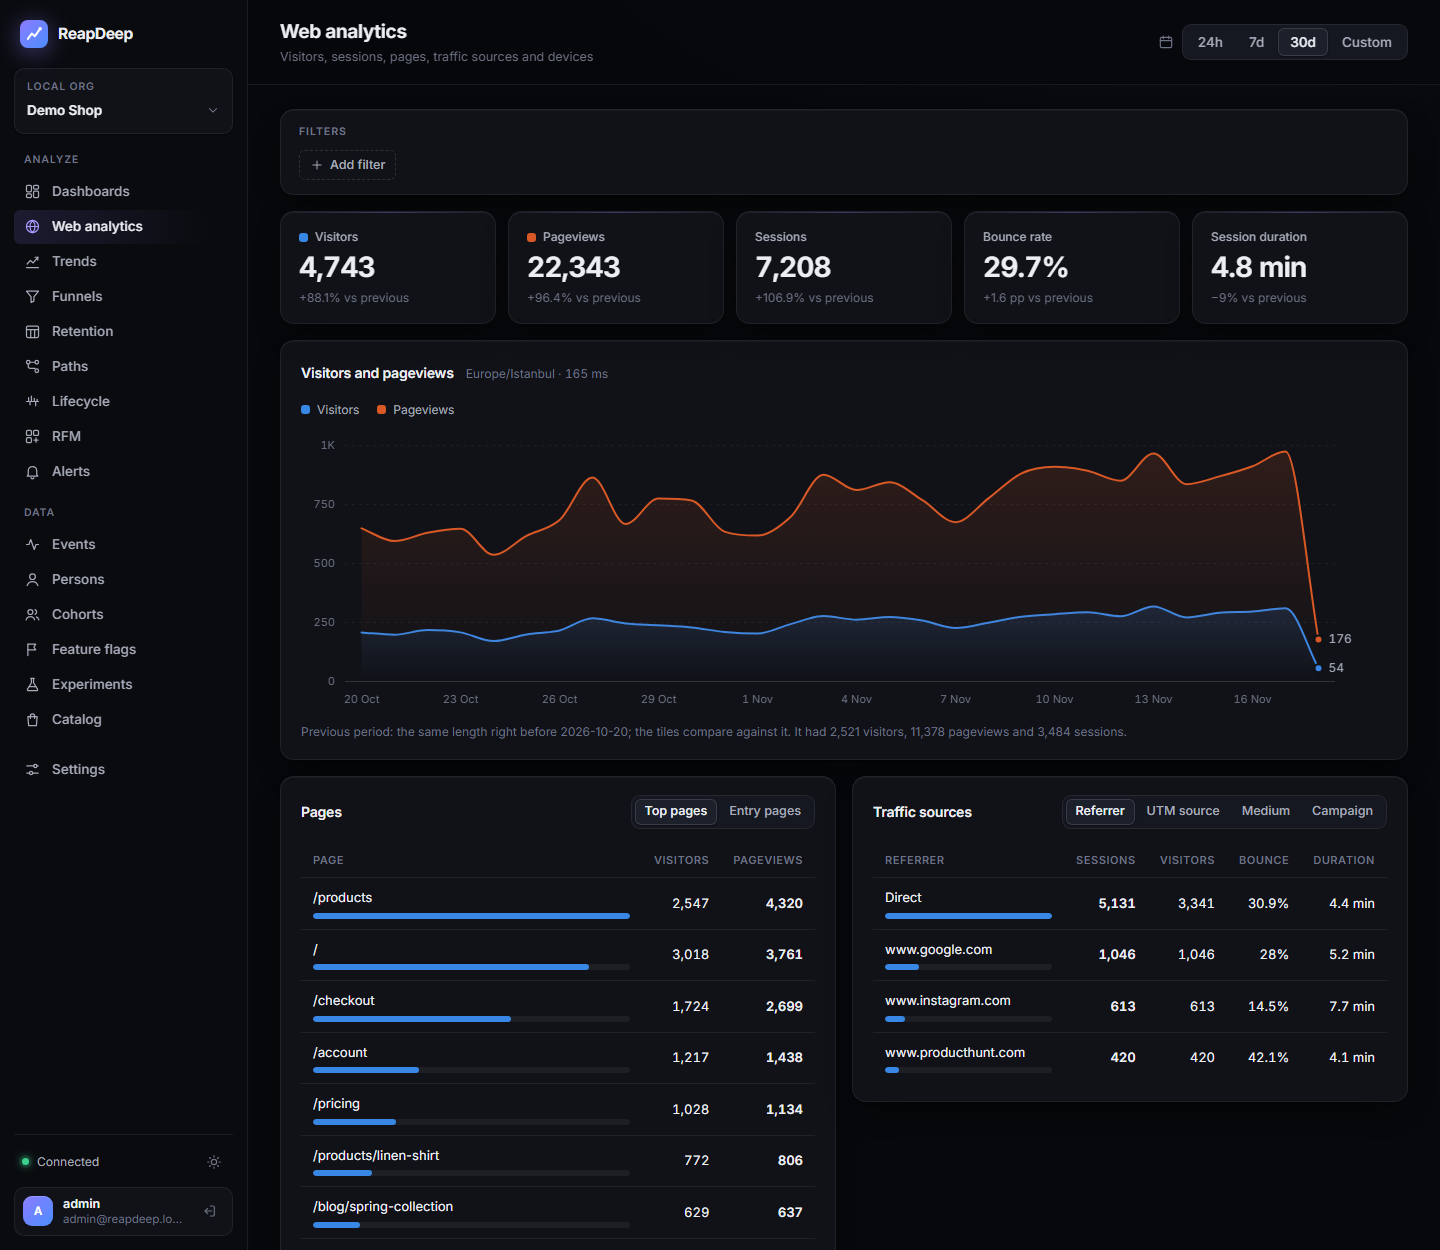 ReapDeep
LOCAL ORG
Demo Shop
ANALYZE
Dashboards
Web analytics
Trends
Funnels
Retention
Paths
Lifecycle
RFM
Alerts
DATA
Events
Persons
Cohorts
Feature flags
Experiments
Catalog
Settings
Connected
A
admin
admin@reapdeep.lo...
Web analytics
Visitors, sessions, pages, traffic sources and devices
24h 7d 30d Custom
FILTERS
+ Add filter
Visitors
4,743
+88.1% vs previous
Pageviews
22,343
+96.4% vs previous
Sessions
7,208
+106.9% vs previous
Bounce rate
29.7%
+1.6 pp vs previous
Session duration
4.8 min
−9% vs previous
Visitors and pageviews Europe/Istanbul · 165 ms
Visitors Pageviews
1K
750
500
250
0
176
54
20 Oct 23 Oct 26 Oct 29 Oct 1 Nov 4 Nov 7 Nov 10 Nov 13 Nov 16 Nov
Previous period: the same length right before 2026-10-20; the tiles compare against it. It had 2,521 visitors, 11,378 pageviews and 3,484 sessions.
Pages
Top pages Entry pages
PAGE VISITORS PAGEVIEWS
/products 2,547 4,320
/ 3,018 3,761
/checkout 1,724 2,699
/account 1,217 1,438
/pricing 1,028 1,134
/products/linen-shirt 772 806
/blog/spring-collection 629 637
Traffic sources
Referrer UTM source Medium Campaign
REFERRER SESSIONS VISITORS BOUNCE DURATION
Direct 5,131 3,341 30.9% 4.4 min
www.google.com 1,046 1,046 28% 5.2 min
www.instagram.com 613 613 14.5% 7.7 min
www.producthunt.com 420 420 42.1% 4.1 min